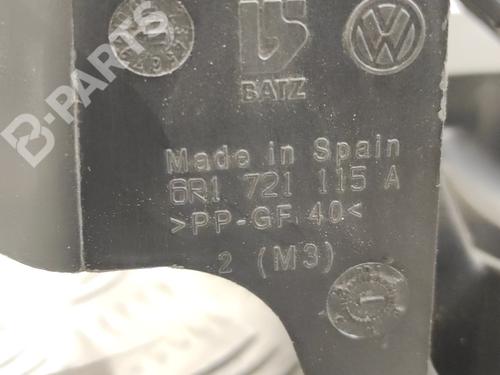 BATZ
B-PARTS
Made in Spain
6R1 721 115 A
>PP-GF 40<
2 (M3)